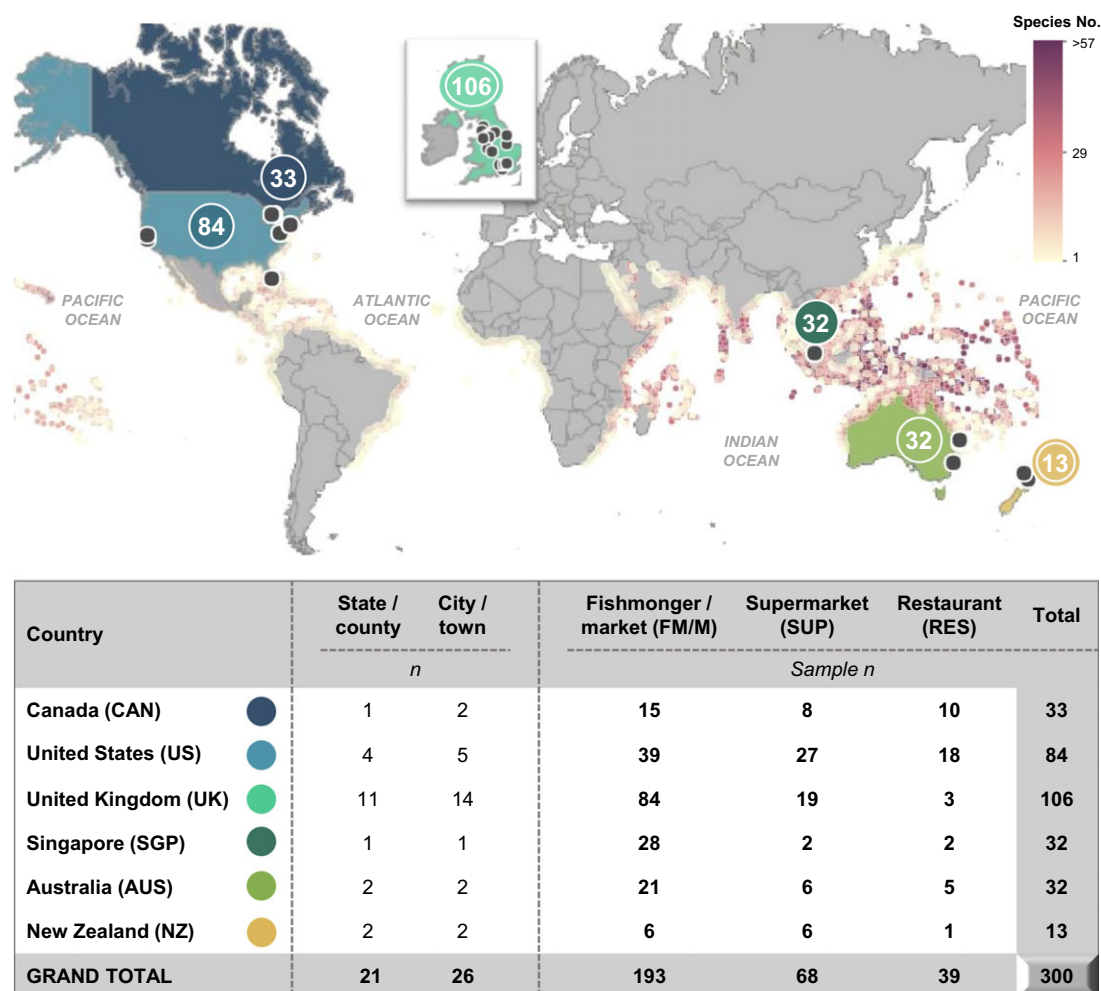 Species No.
>57
29
1
106
33
84
PACIFIC
OCEAN
ATLANTIC
OCEAN
32
PACIFIC
OCEAN
INDIAN
OCEAN
32
13
Country
State /
county
City /
town
Fishmonger /
market (FM/M)
Supermarket
(SUP)
Restaurant
(RES)
Total
n
Sample n
Canada (CAN) 1 2 15 8 10 33
United States (US) 4 5 39 27 18 84
United Kingdom (UK) 11 14 84 19 3 106
Singapore (SGP) 1 1 28 2 2 32
Australia (AUS) 2 2 21 6 5 32
New Zealand (NZ) 2 2 6 6 1 13
GRAND TOTAL 21 26 193 68 39 300